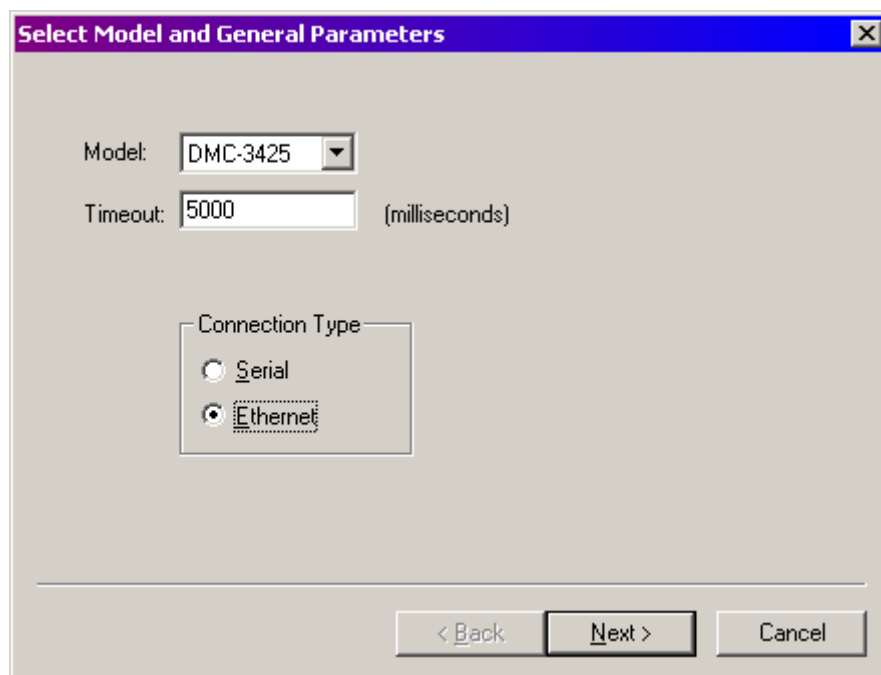 Select Model and General Parameters
Model: DMC-3425
Timeout: 5000 (milliseconds)
Connection Type
Serial
Ethernet
< Back Next > Cancel